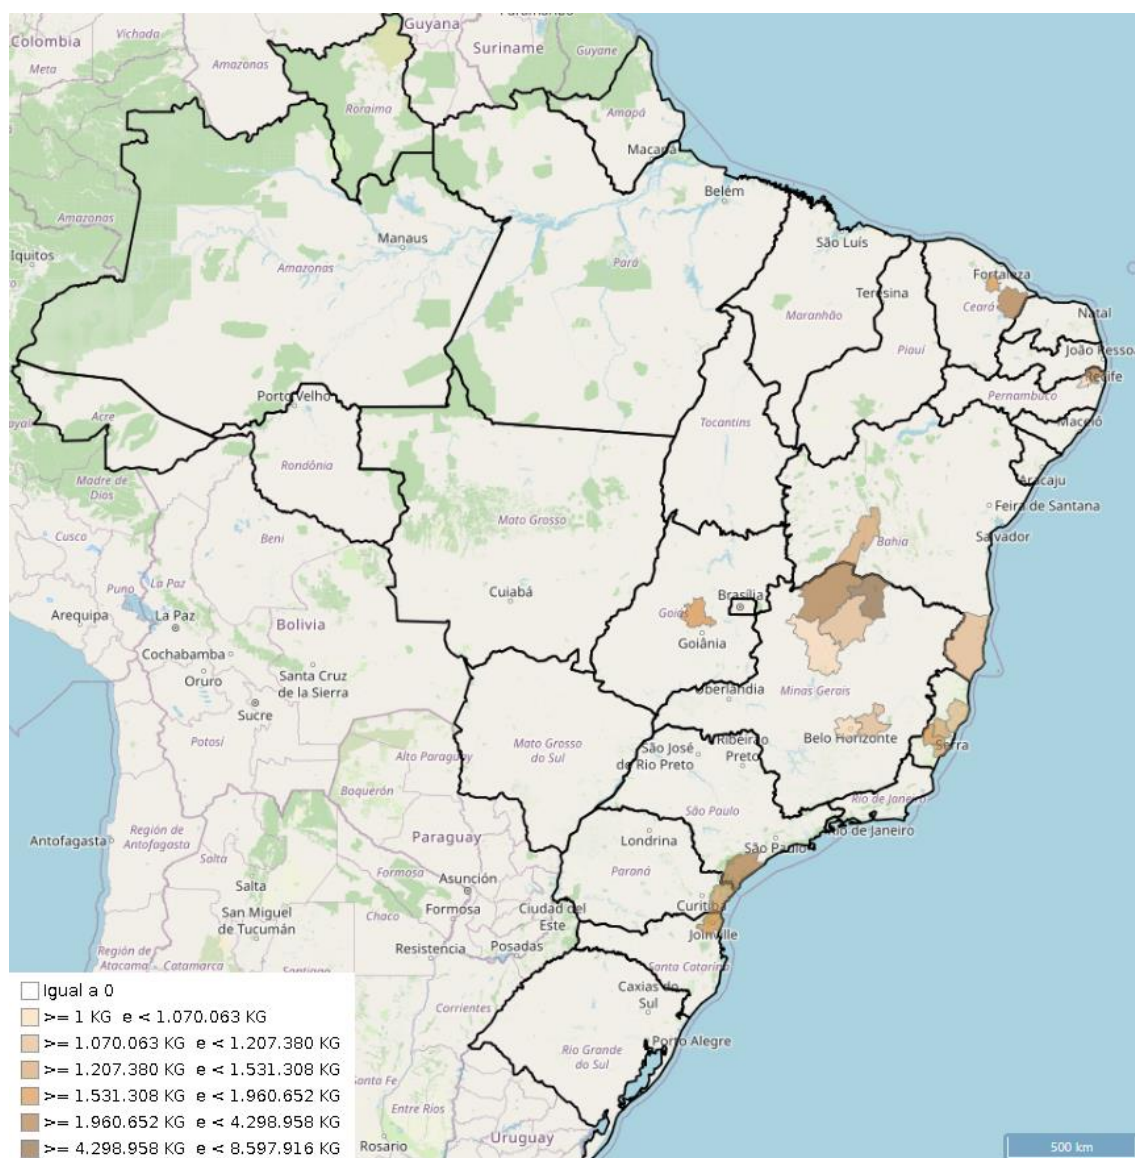 Paramaribo
Guyana
Vichada
Colombia
Suriname
Guyane
Meta
Amazonas
Roraima
Amapá
Macapá
Belém
Amazonas
Manaus
São Luís
Iquitos
Pará
Amazonas
Fortaleza
Teresina
Ceará
Maranhão
Natal
João Pesso
Piauí
Recife
Porto Velho
Pernambuco
Acre
Tocantins
Maceió
Rondônia
Madre de
Dios
Aracaju
Feira de Santana
Mato Grosso
Cusco
Beni
Bahia
Salvador
Puno
La Paz
Cuiabá
Brasília
Arequipa
La Paz
Goiás
Bolivia
Goiânia
Cochabamba
Santa Cruz
de la Sierra
Oruro
Uberlândia
Minas Gerais
Sucre
Potosí
Alto Paraguay
Mato Grosso
do Sul
São José
do Rio Preto
Ribeirão
Preto
Belo Horizonte
Serra
Boquerón
Rio de Janeiro
São Paulo
Antofagasta
Región de
Antofagasta
Paraguay
Londrina
Rio de Janeiro
São Paulo
Salta
Formosa
Paraná
Salta
Asunción
Curitiba
San Miguel
de Tucumán
Chaco
Formosa
Ciudad del
Este
Joinville
Resistencia
Posadas
Región de
Atacama
Catamarca
Santiago
Santa Catarina
Caxias do
Sul
Corrientes
Porto Alegre
Rio Grande
do Sul
Santa Fe
Entre Ríos
Uruguay
Rosario
500 km
Igual a 0
>= 1 KG e < 1.070.063 KG
>= 1.070.063 KG e < 1.207.380 KG
>= 1.207.380 KG e < 1.531.308 KG
>= 1.531.308 KG e < 1.960.652 KG
>= 1.960.652 KG e < 4.298.958 KG
>= 4.298.958 KG e < 8.597.916 KG